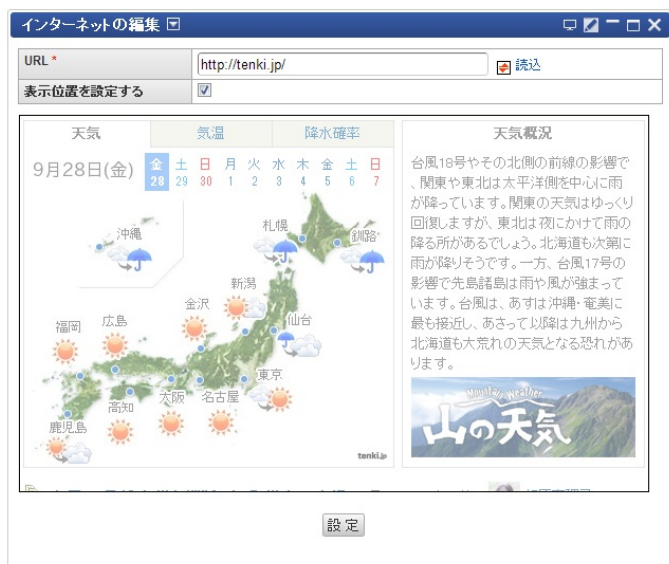 インターネットの編集
URL *
http://tenki.jp/
読込
表示位置を設定する
天気 気温 降水確率
9月28日(金)
金 土 日 月 火 水 木 金 土 日
28 29 30 1 2 3 4 5 6 7
沖縄
札幌
釧路
新潟
金沢
仙台
福岡
広島
東京
大阪
名古屋
高知
鹿児島
tenki.jp
天気概況
台風18号やその北側の前線の影響で
、関東や東北は太平洋側を中心に雨
が降っています。関東の天気はゆっくり
回復しますが、東北は夜にかけて雨の
降る所があるでしょう。北海道も次第に
雨が降りそうです。一方、台風17号の
影響で先島諸島は雨や風が強まって
います。台風は、あすは沖縄・奄美に
最も接近し、あさって以降は九州から
北海道も大荒れの天気となる恐れがあ
ります。
Mountain Weather
山の天気
設定